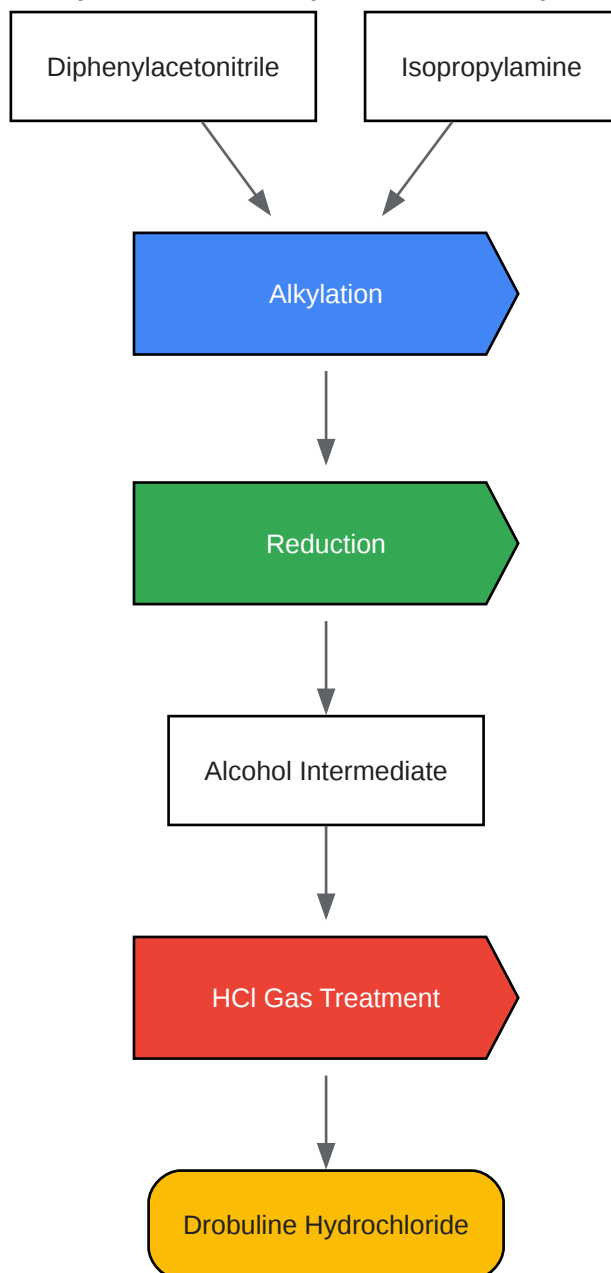 Diphenylacetonitrile
Isopropylamine
Alkylation
Reduction
Alcohol Intermediate
HCl Gas Treatment
Drobuline Hydrochloride